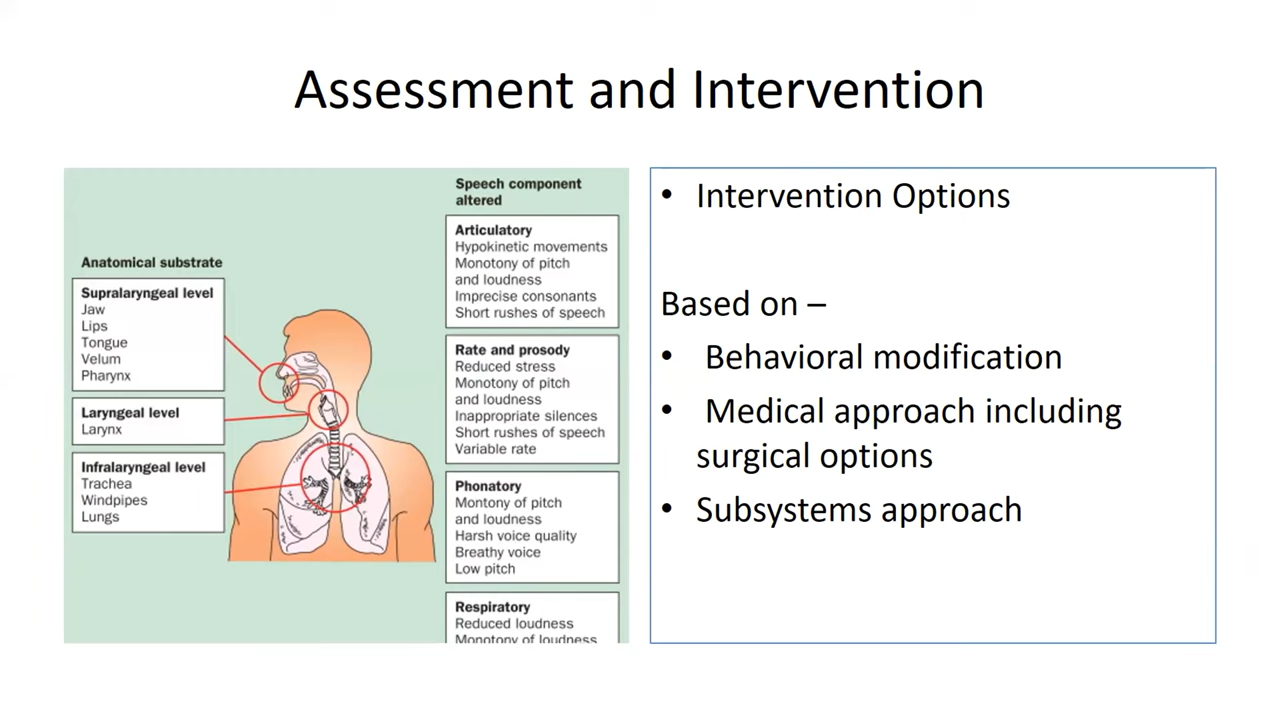 Assessment and Intervention
Anatomical substrate
Supralaryngeal level
Jaw
Lips
Tongue
Velum
Pharynx
Laryngeal level
Larynx
Infralaryngeal level
Trachea
Windpipes
Lungs
Speech component
altered
Articulatory
Hypokinetic movements
Monotony of pitch
and loudness
Imprecise consonants
Short rushes of speech
Rate and prosody
Reduced stress
Monotony of pitch
and loudness
Inappropriate silences
Short rushes of speech
Variable rate
Phonatory
Montony of pitch
and loudness
Harsh voice quality
Breathy voice
Low pitch
Respiratory
Reduced loudness
Monotony of loudness
• Intervention Options
Based on –
• Behavioral modification
• Medical approach including
surgical options
• Subsystems approach